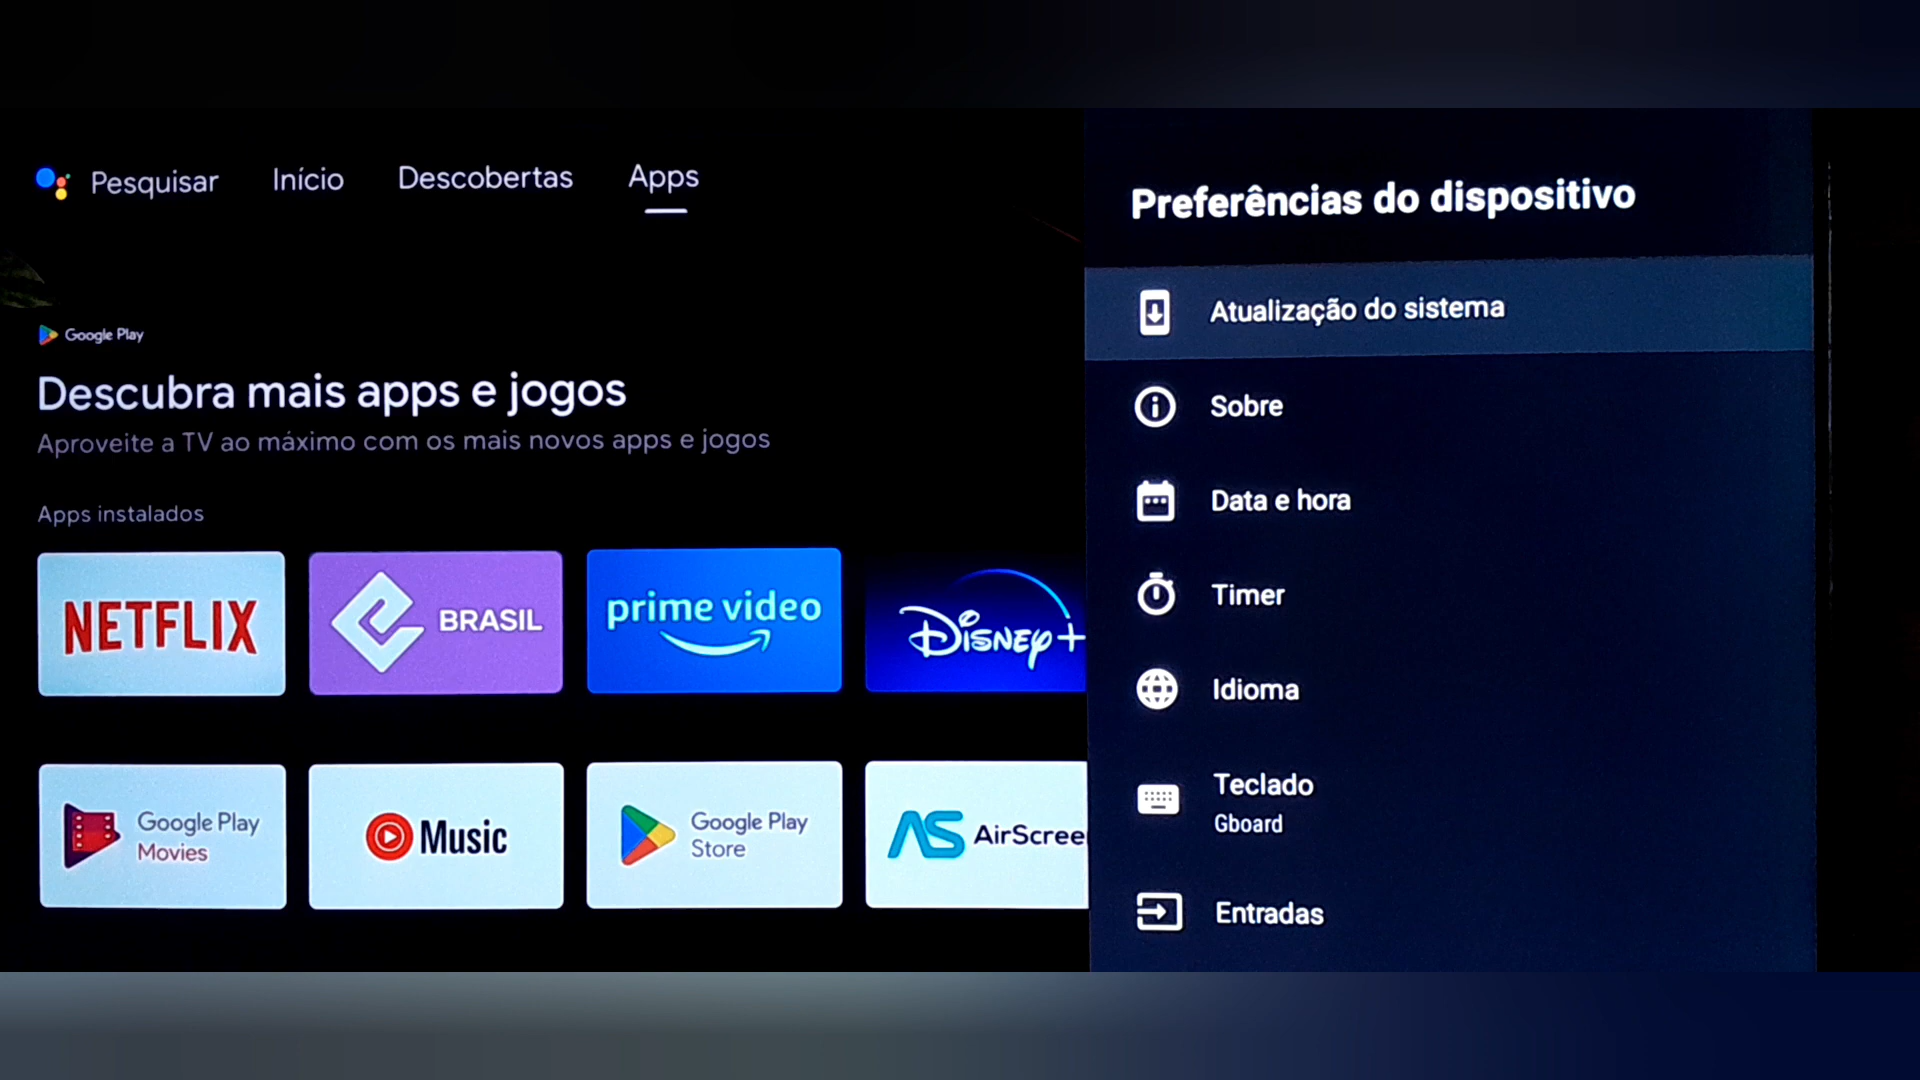 Pesquisar
Início
Descobertas
Apps
Google Play
Descubra mais apps e jogos
Aproveite a TV ao máximo com os mais novos apps e jogos
Apps instalados
NETFLIX
BRASIL
prime video
Disney+
Google Play
Movies
Music
Google Play
Store
AS AirScree
Preferências do dispositivo
Atualização do sistema
Sobre
Data e hora
Timer
Idioma
Teclado
Gboard
Entradas